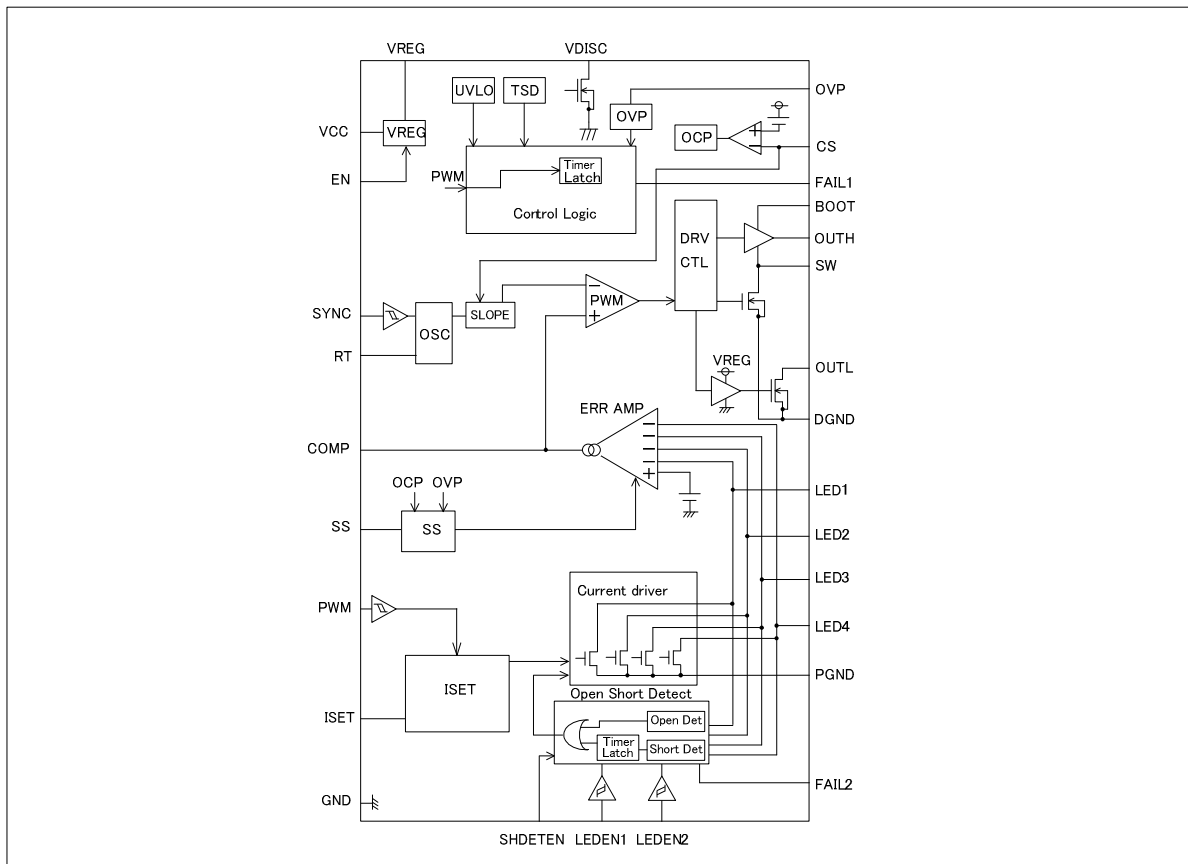 VREG
VDISC
UVLO
TSD
OVP
OVP
VCC
VREG
OCP
+
−
CS
EN
PWM
Timer
Latch
FAIL1
Control Logic
BOOT
DRV
CTL
OUTH
SW
SYNC
OSC
SLOPE
−
PWM
+
RT
VREG
OUTL
DGND
ERR AMP
COMP
−
−
−
−
+
LED1
OCP
OVP
SS
SS
LED2
LED3
Current driver
PWM
LED4
ISET
PGND
Open Short Detect
ISET
Open Det
Timer
Latch
Short Det
FAIL2
GND
SHDETEN
LEDEN1
LEDEN2